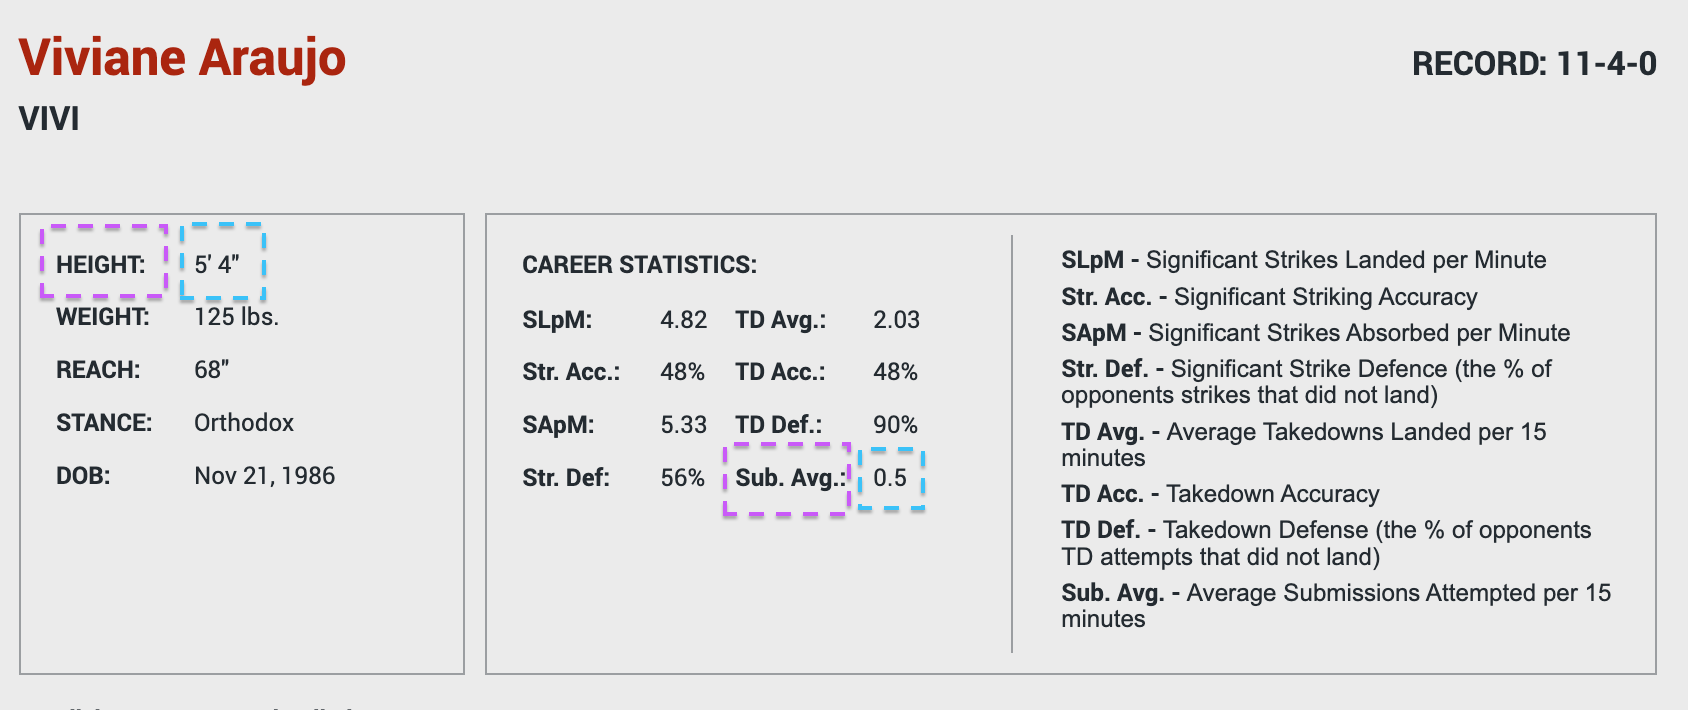 Viviane Araujo
RECORD: 11-4-0
VIVI
HEIGHT: 5' 4"
WEIGHT: 125 lbs.
REACH: 68"
STANCE: Orthodox
DOB: Nov 21, 1986
CAREER STATISTICS:
SLpM: 4.82 TD Avg.: 2.03
Str. Acc.: 48% TD Acc.: 48%
SApM: 5.33 TD Def.: 90%
Str. Def: 56% Sub. Avg.: 0.5
SLpM - Significant Strikes Landed per Minute
Str. Acc. - Significant Striking Accuracy
SApM - Significant Strikes Absorbed per Minute
Str. Def. - Significant Strike Defence (the % of
opponents strikes that did not land)
TD Avg. - Average Takedowns Landed per 15
minutes
TD Acc. - Takedown Accuracy
TD Def. - Takedown Defense (the % of opponents
TD attempts that did not land)
Sub. Avg. - Average Submissions Attempted per 15
minutes